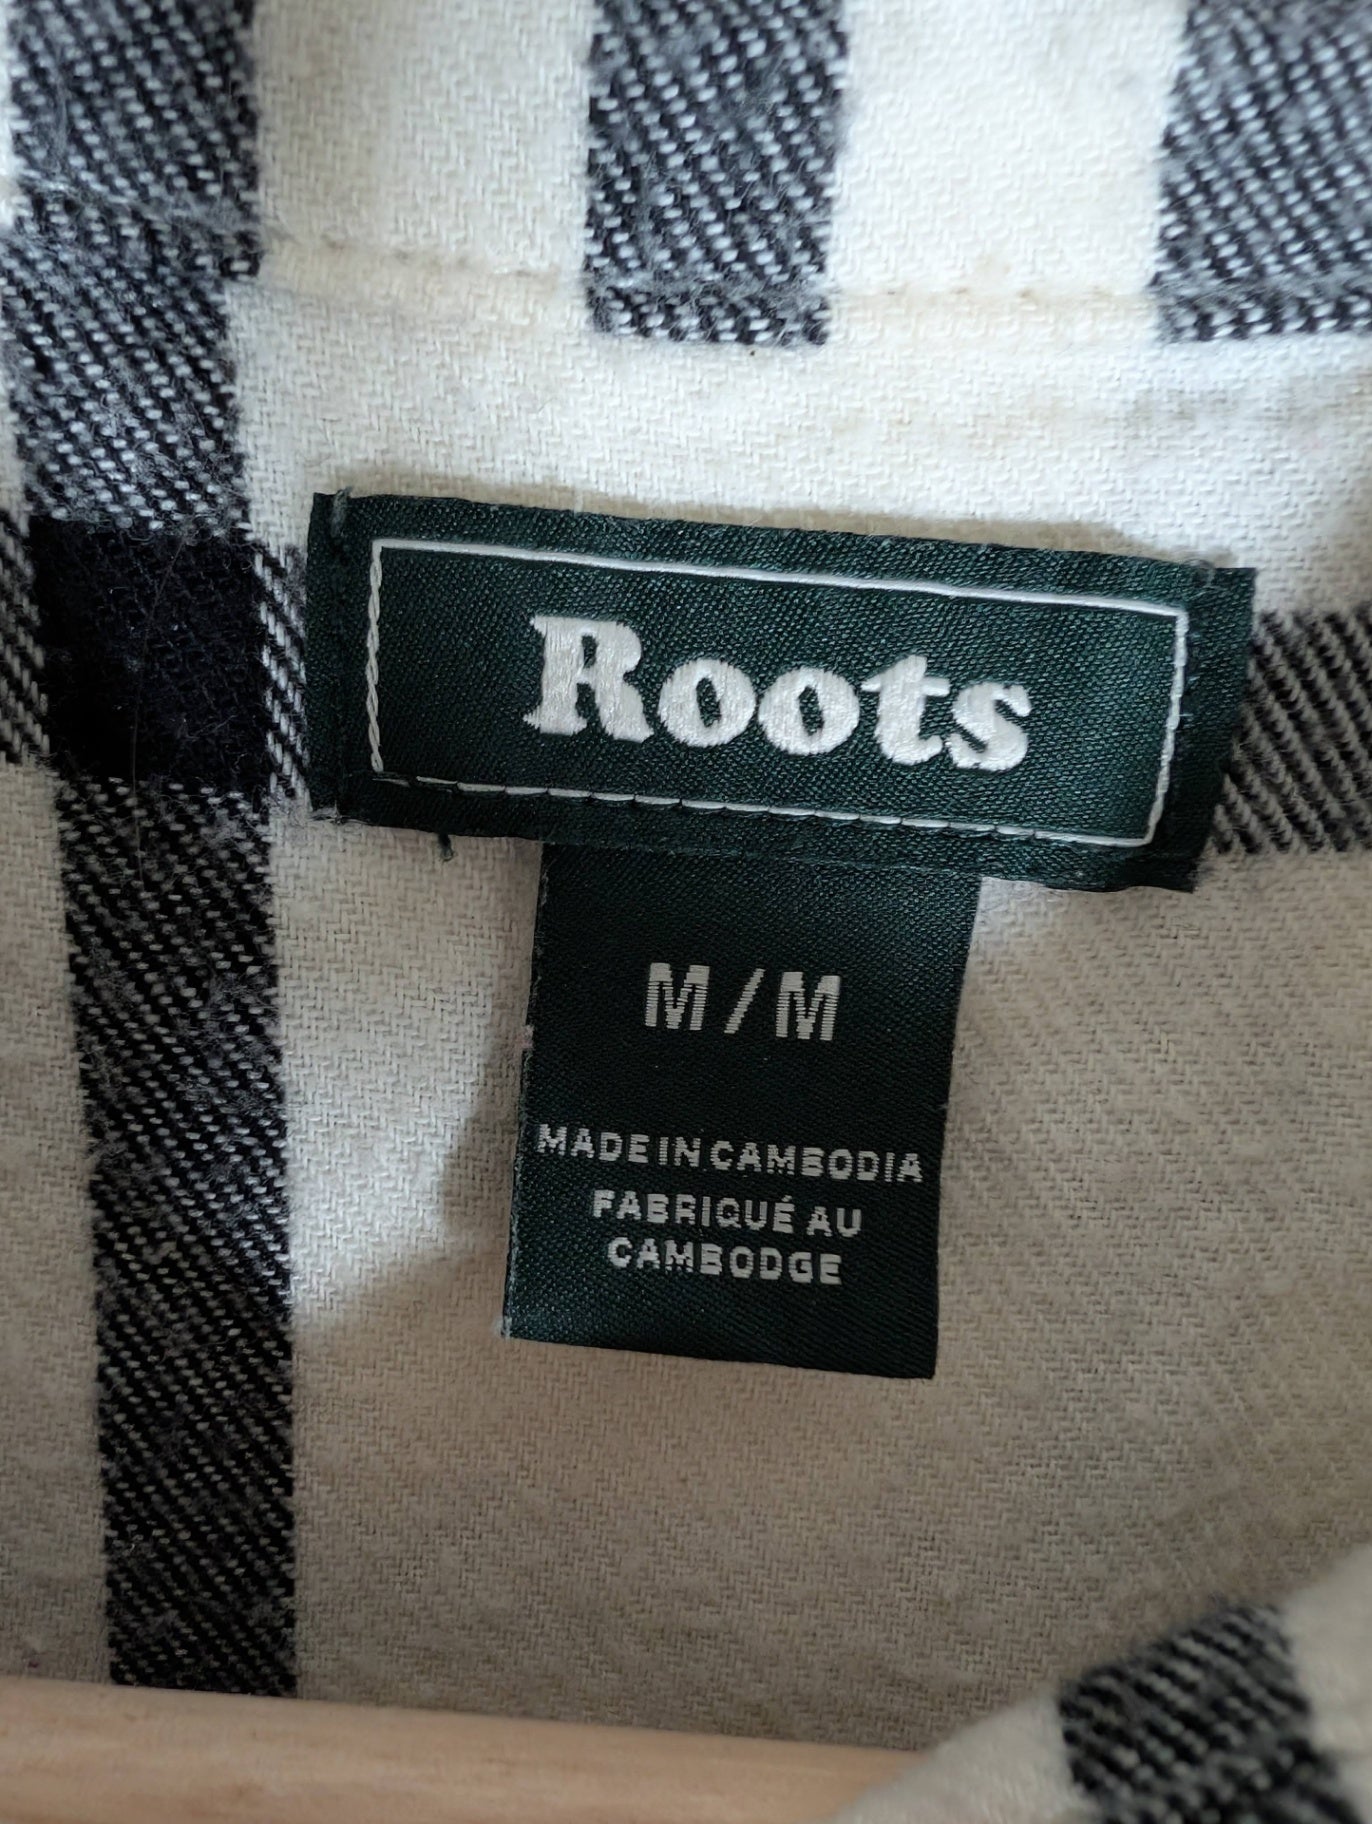 Roots
M/M
MADE IN CAMBODIA
FABRIQUÉ AU
CAMBODGE